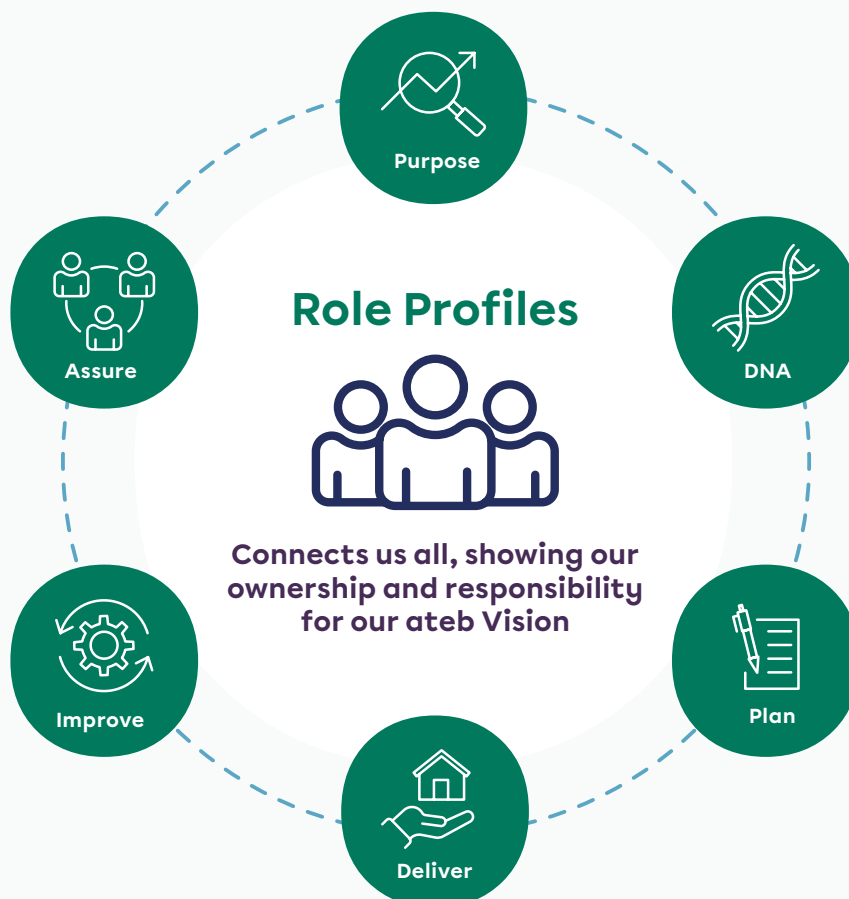 Purpose
Assure
DNA
Role Profiles
Connects us all, showing our
ownership and responsibility
for our ateb Vision
Improve
Plan
Deliver